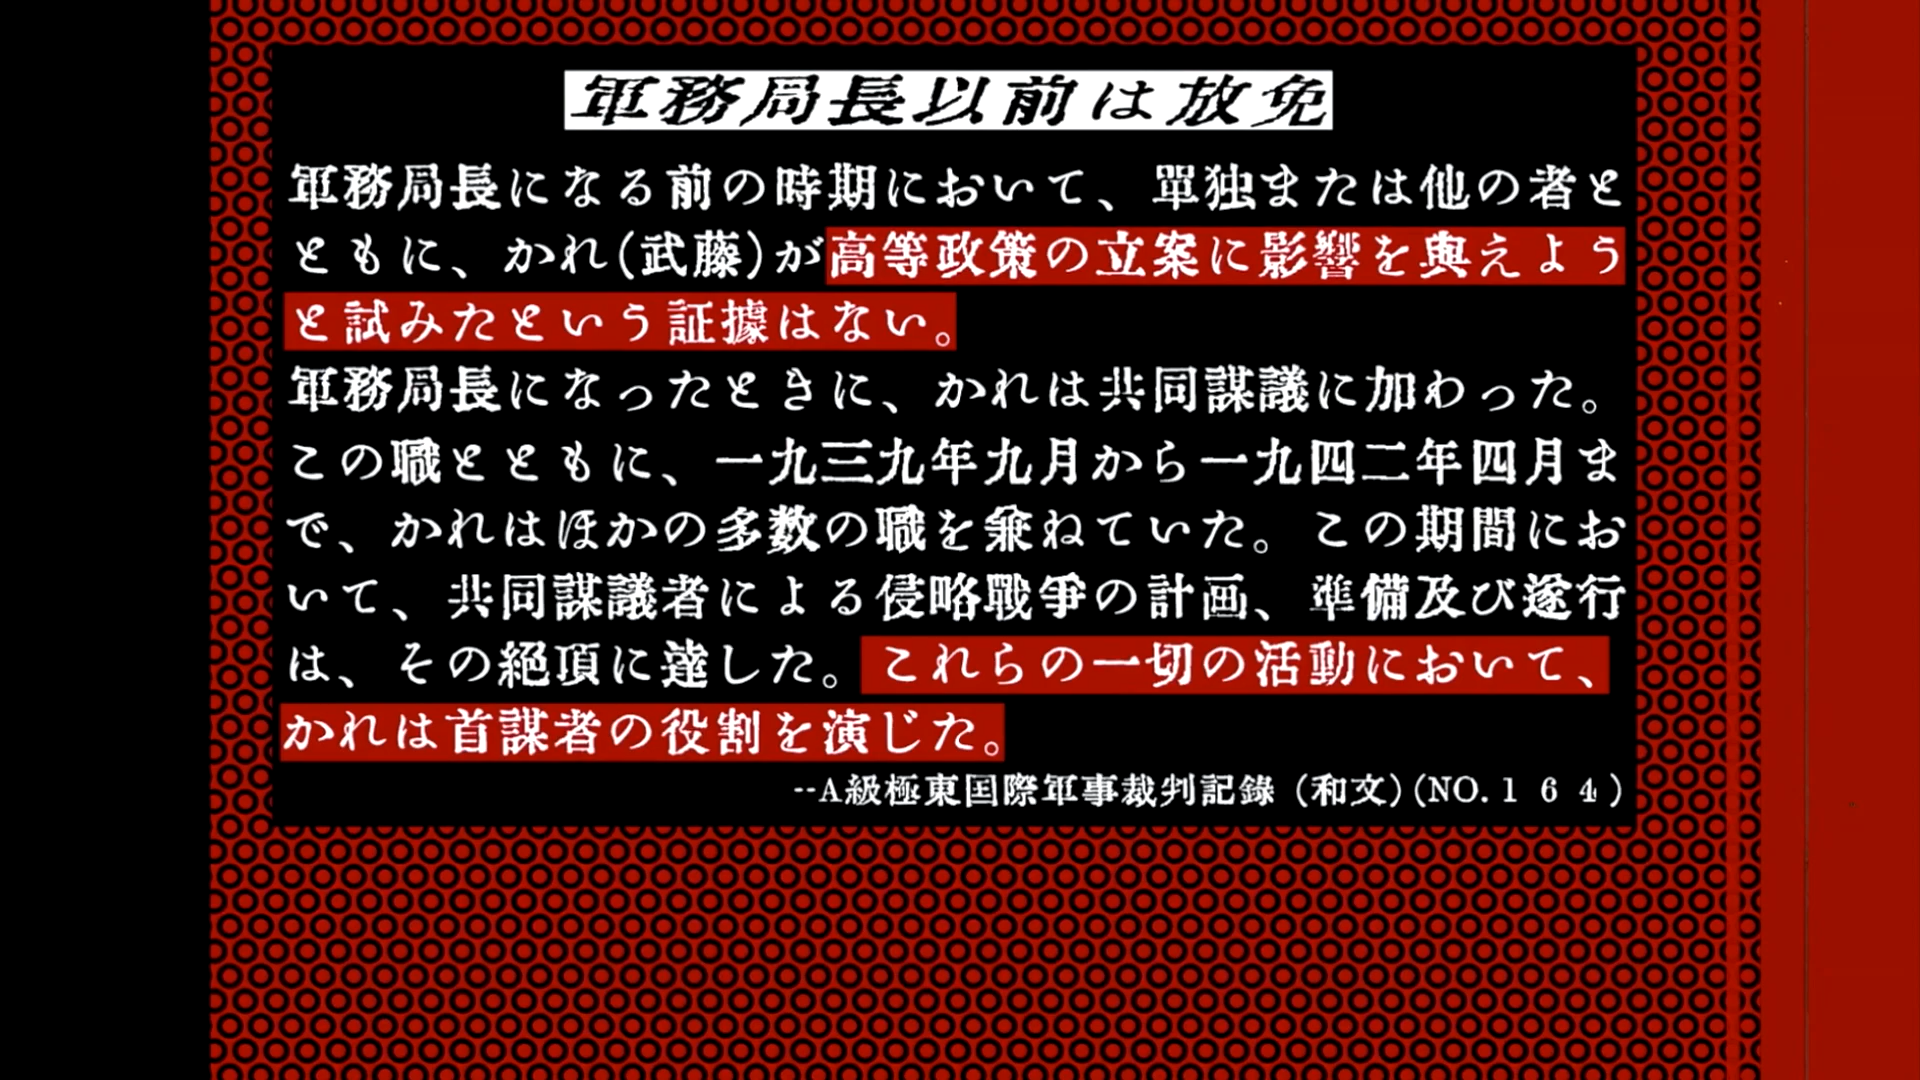 軍務局長以前は放免
軍務局長になる前の時期において、單独または他の者と
ともに、かれ(武藤)が高等政策の立案に影響を與えよう
と試みたという証據はない。
軍務局長になったときに、かれは共同謀議に加わった。
この職とともに、一九三九年九月から一九四二年四月ま
で、かれはほかの多数の職を兼ねていた。この期間にお
いて、共同謀議者による侵略戰爭の計画、準備及び遂行
は、その絶頂に達した。これらの一切の活動において、
かれは首謀者の役割を演じた。
--A級極東国際軍事裁判記録 (和文)(NO.１６４)